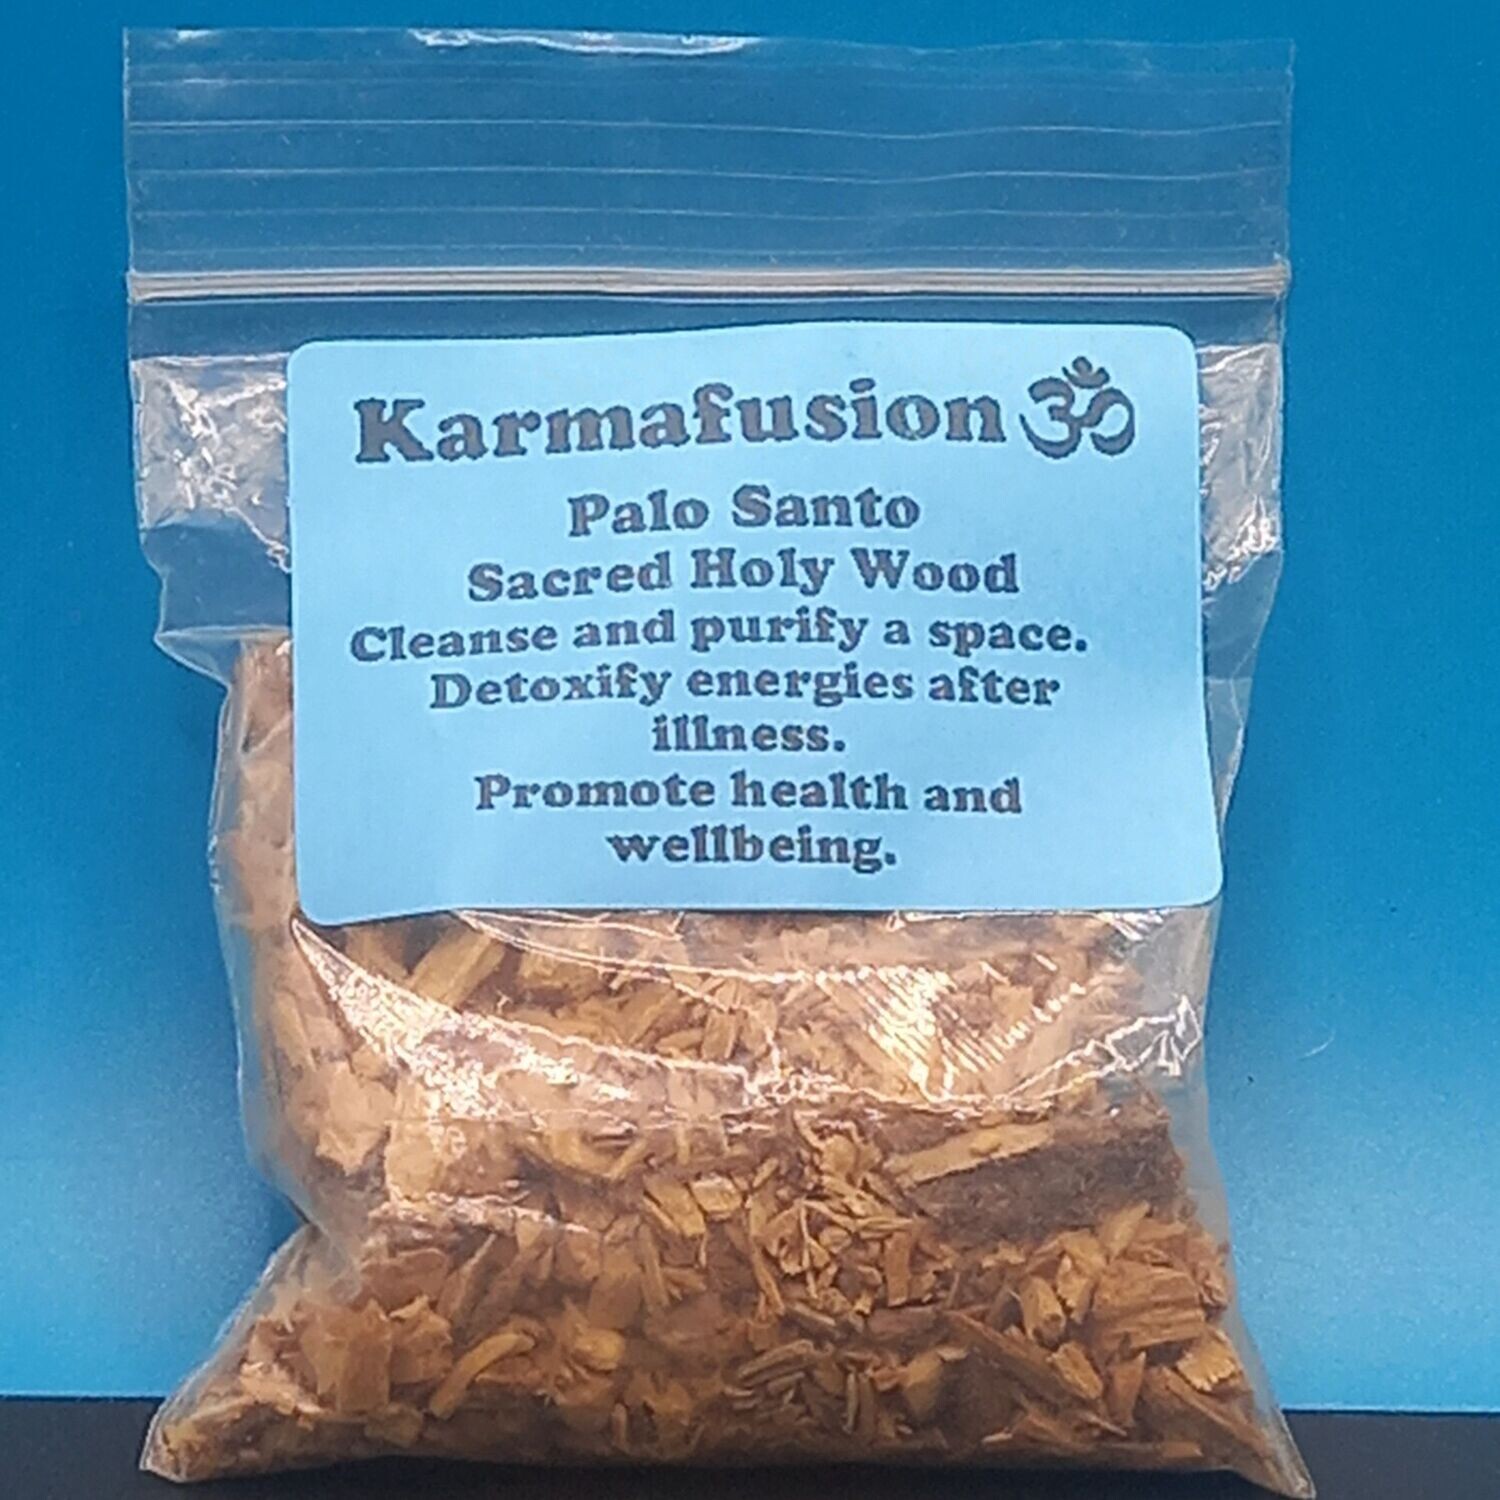 Karmafusion ॐ
Palo Santo
Sacred Holy Wood
Cleanse and purify a space.
Detoxify energies after
illness.
Promote health and
wellbeing.